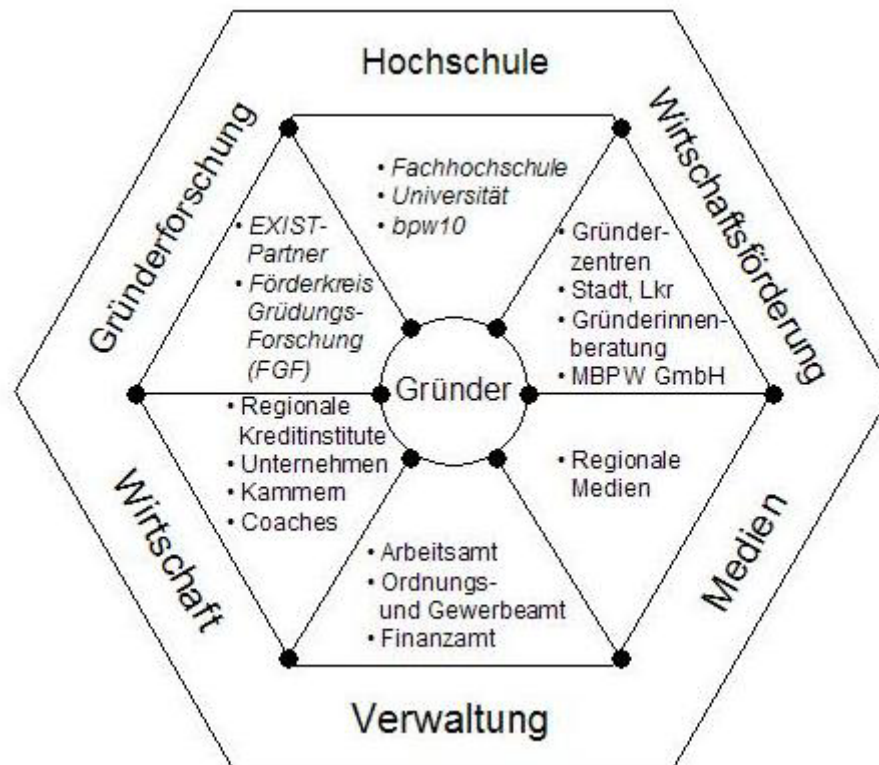 Hochschule
• Fachhochschule
• Universität
• bpw10
Wirtschaftsförderung
• Gründer-
zentren
• Stadt, Lkr
• Gründerinnen-
beratung
• MBPW GmbH
Medien
• Regionale
Medien
Verwaltung
• Arbeitsamt
• Ordnungs-
und Gewerbeamt
• Finanzamt
Wirtschaft
• Regionale
Kreditinstitute
• Unternehmen
• Kammern
• Coaches
Gründerforschung
• EXIST-
Partner
• Förderkreis
Grüdungs-
Forschung
(FGF)
Gründer